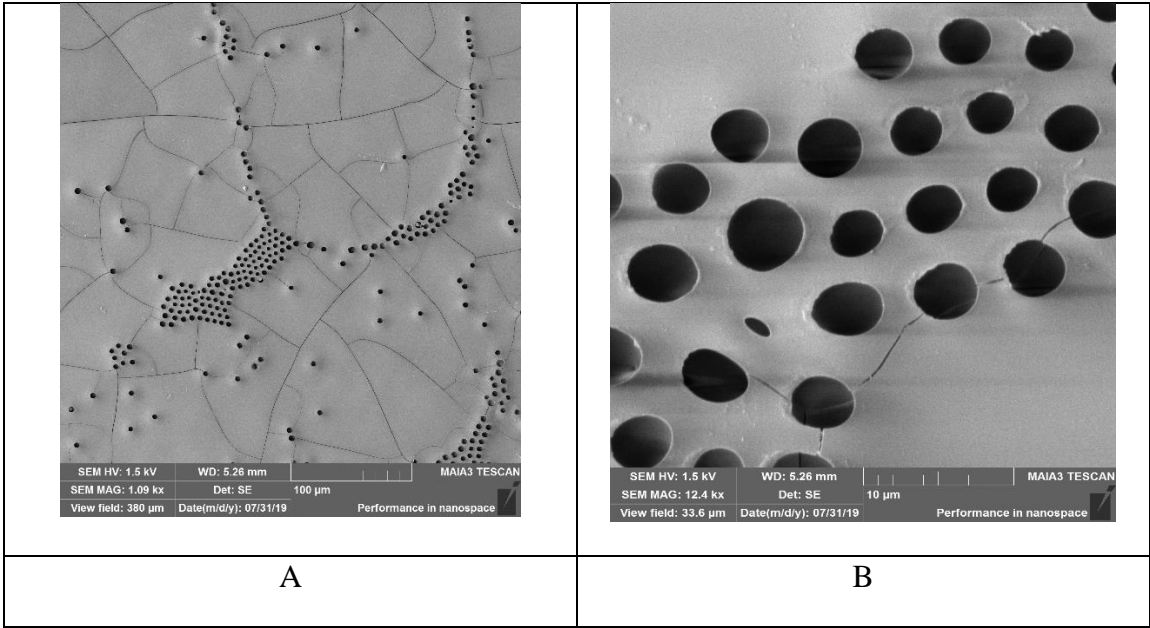 SEM HV: 1.5 kV WD: 5.26 mm MAIA3 TESCAN
SEM MAG: 1.09 kx Det: SE 100 µm
View field: 380 µm Date(m/d/y): 07/31/19 Performance in nanospace
SEM HV: 1.5 kV WD: 5.26 mm MAIA3 TESCAN
SEM MAG: 12.4 kx Det: SE 10 µm
View field: 33.6 µm Date(m/d/y): 07/31/19 Performance in nanospace
A
B